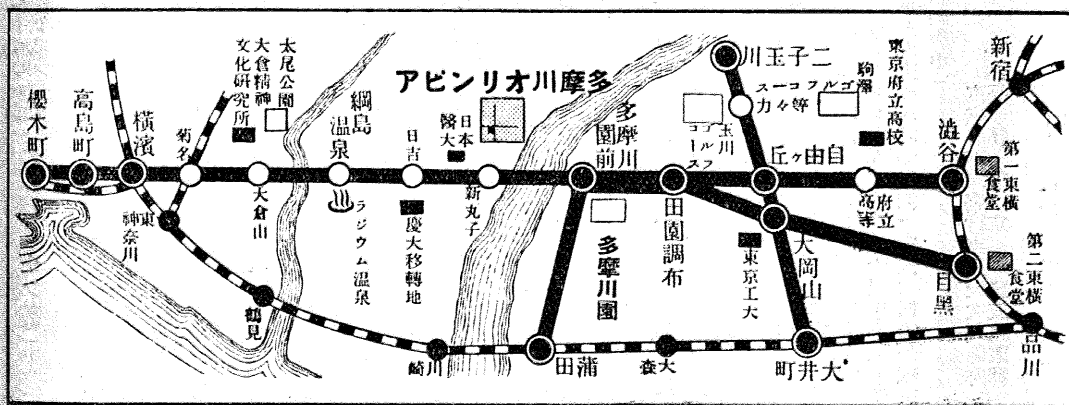 櫻木町
高島町
横濱
菊名
東神奈川
文化研究所
大倉精神
太尾公園
大倉山
鶴見
綱島温泉
ラジウム温泉
日吉
慶大移轉地
日本醫大
新丸子
アビンリオ川摩多
多摩川園前
多摩川園
崎川
田蒲
玉川ゴルフコース
田園調布
森大
川玉子二
力々等
丘ヶ由自
大岡山
東京工大
町井大
駒澤ゴルフコース
東京府立高校
府立高等
澁谷
第一東横食堂
新宿
目黒
第二東横食堂
品川